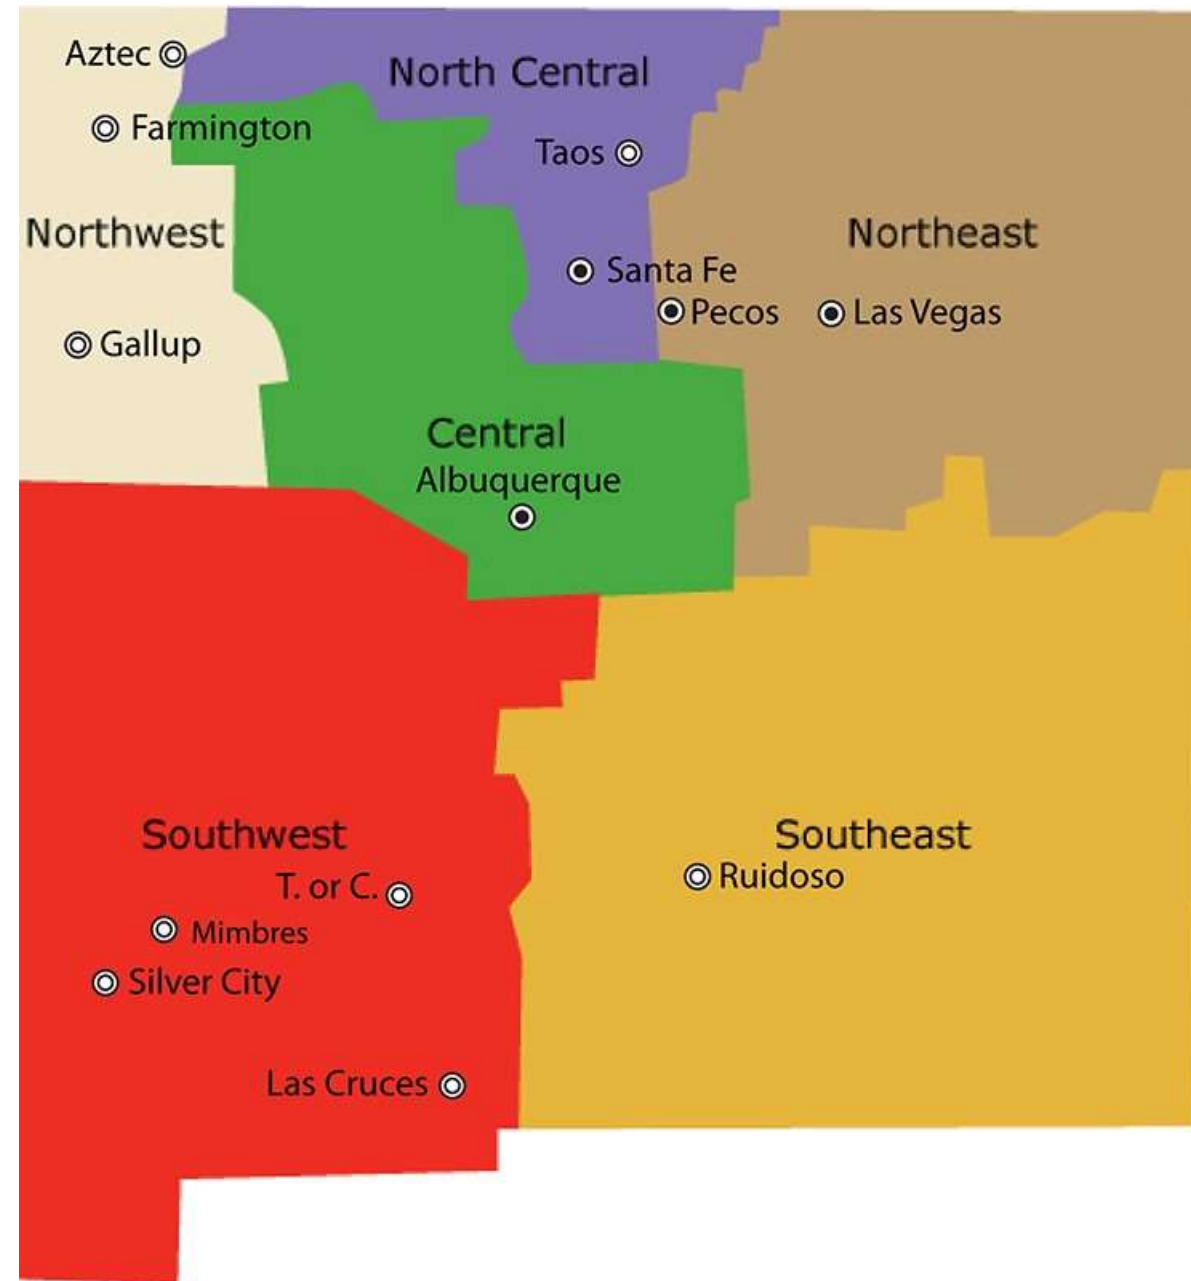 Aztec
North Central
Farmington
Taos
Northwest
Northeast
Santa Fe
Pecos
Las Vegas
Gallup
Central
Albuquerque
Southwest
Southeast
Ruidoso
T. or C.
Mimbres
Silver City
Las Cruces